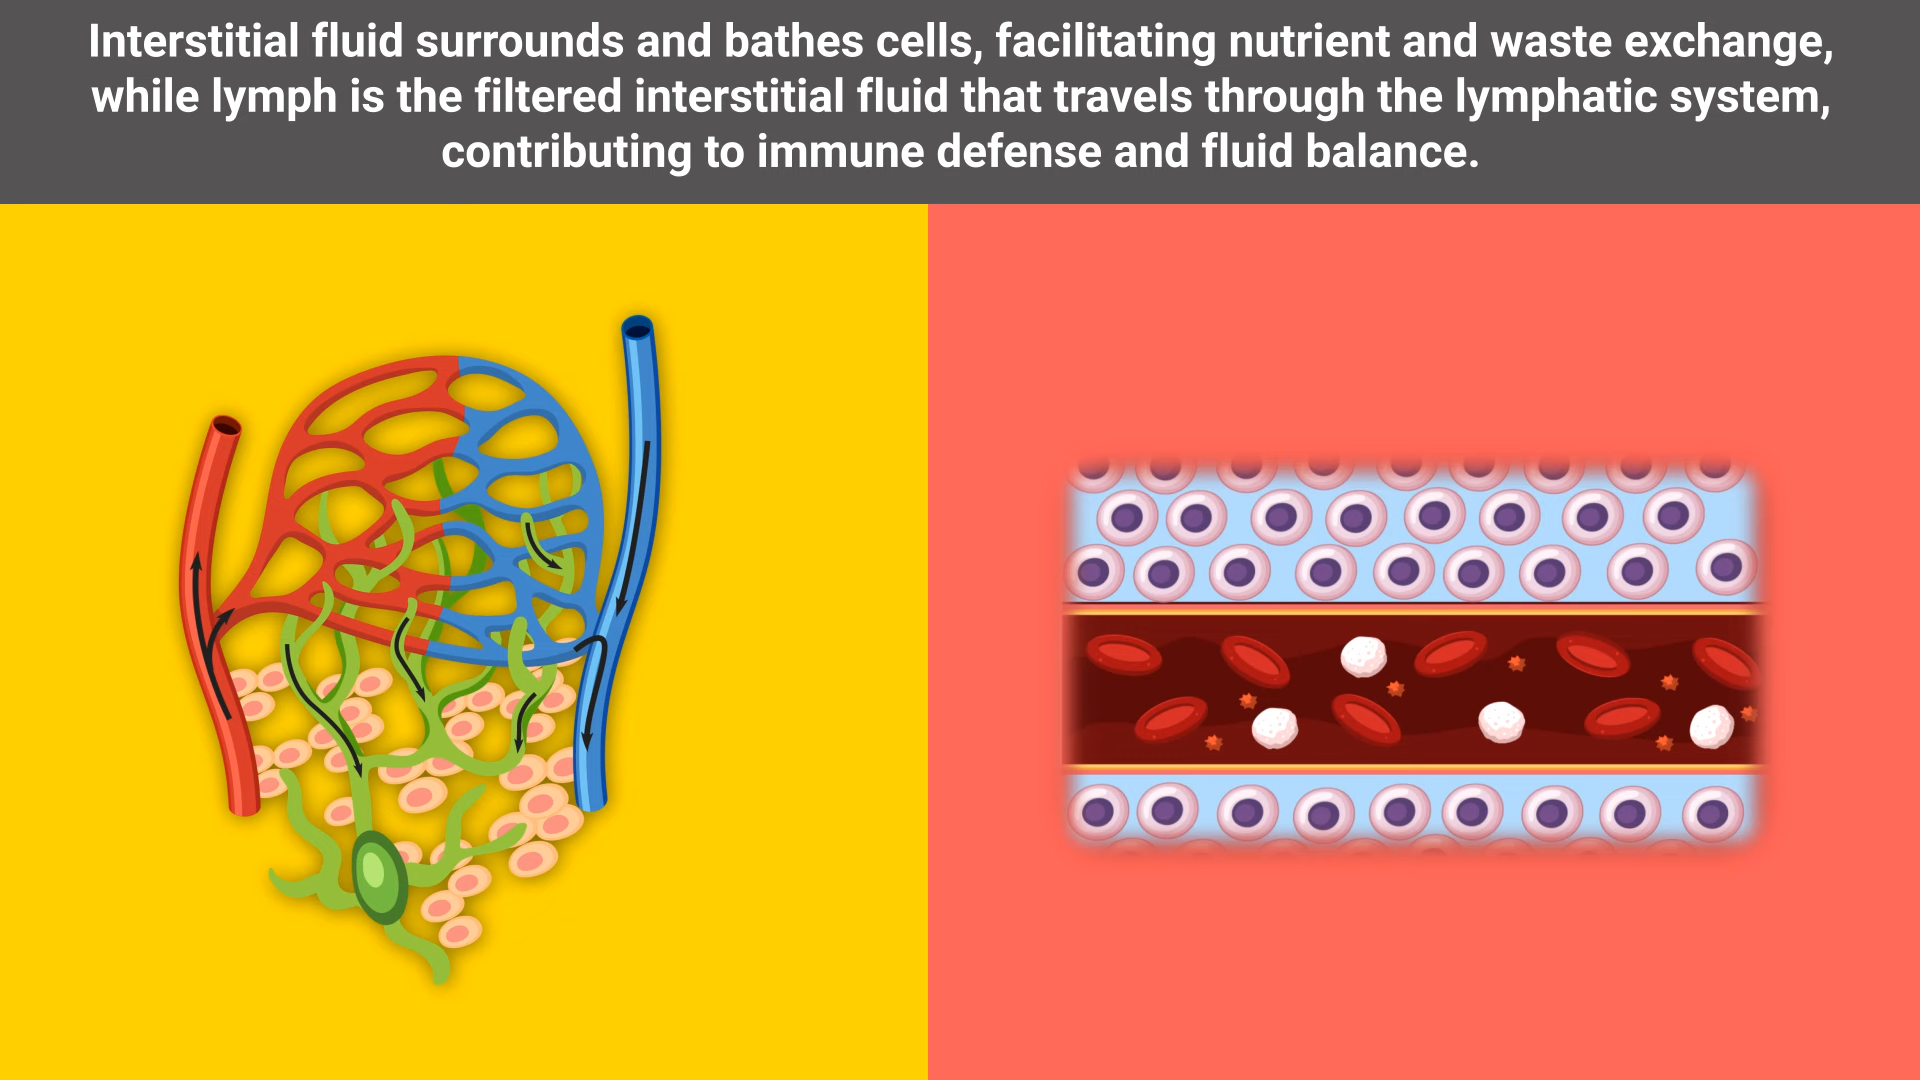 Interstitial fluid surrounds and bathes cells, facilitating nutrient and waste exchange,
while lymph is the filtered interstitial fluid that travels through the lymphatic system,
contributing to immune defense and fluid balance.